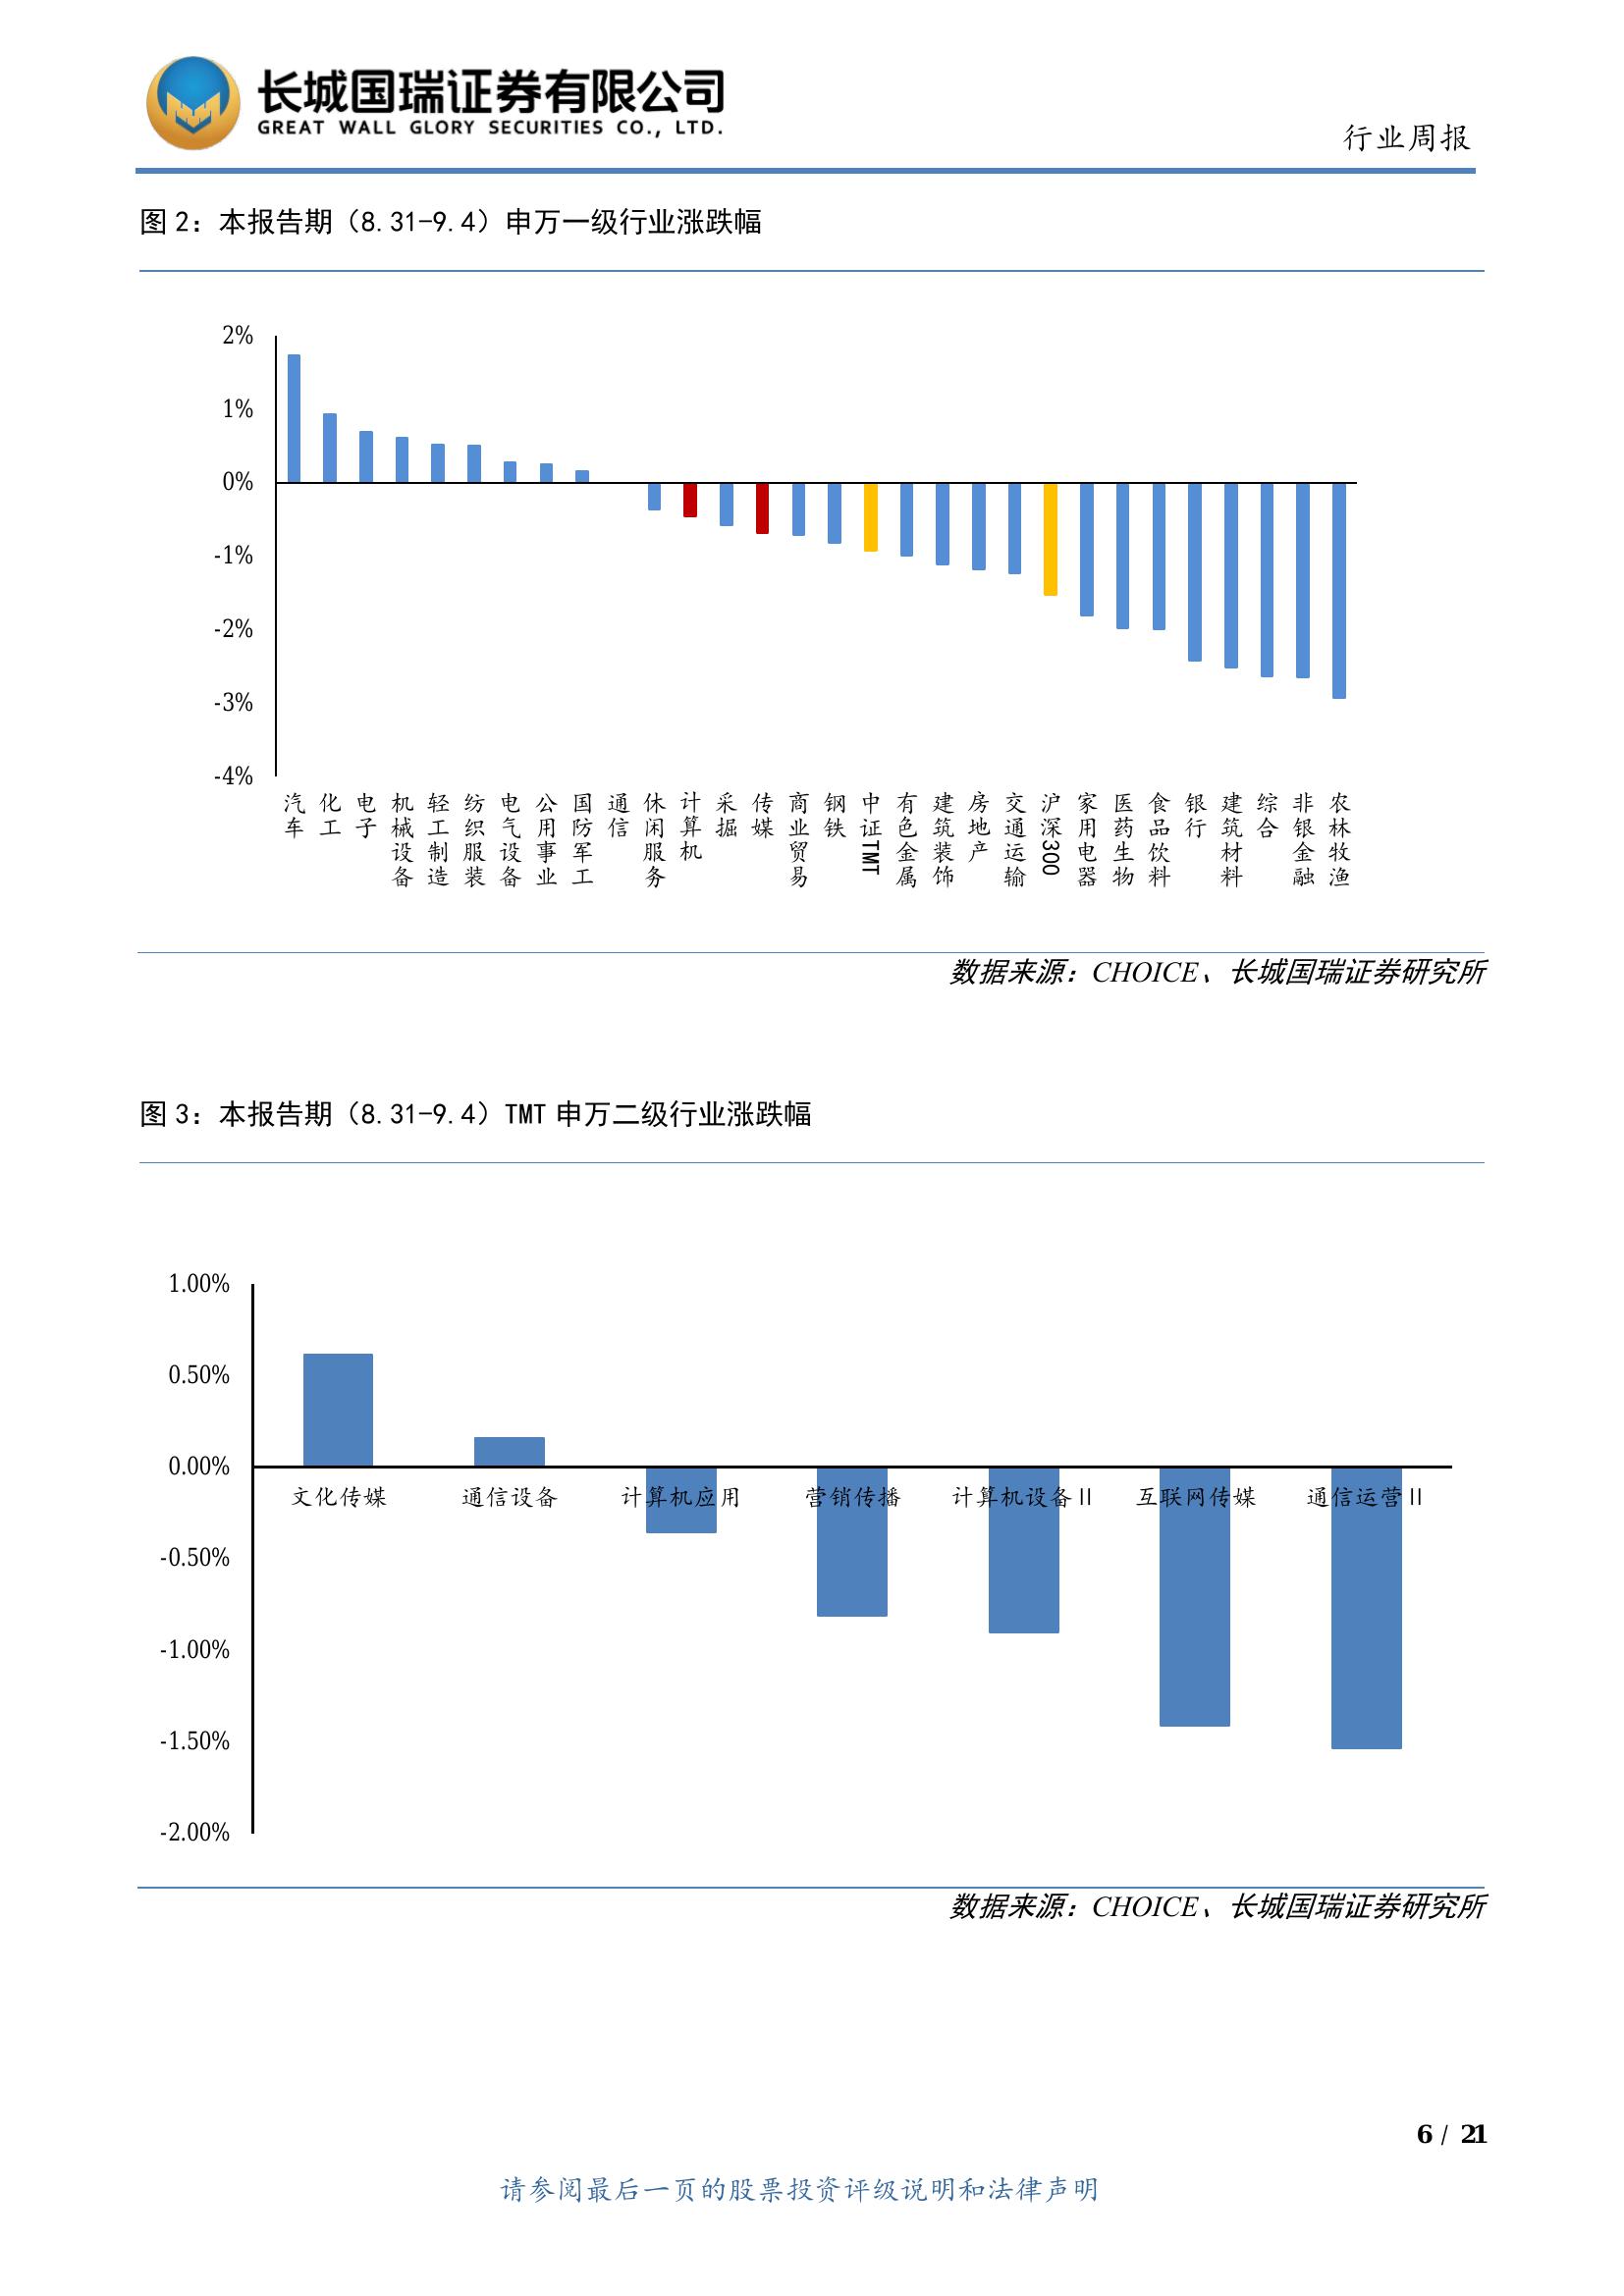 长城国瑞证券有限公司
GREAT WALL GLORY SECURITIES CO., LTD.
行业周报
图 2：本报告期（8.31-9.4）申万一级行业涨跌幅
2%
1%
0%
-1%
-2%
-3%
-4%
汽车
化工
电子
机械设备
轻工制造
纺织服装
电气设备
公用事业
国防军工
通信
休闲服务
计算机
采掘
传媒
商业贸易
钢铁
中证TMT
有色金属
建筑装饰
房地产
交通运输
沪深300
家用电器
医药生物
食品饮料
银行
建筑材料
综合
非银金融
农林牧渔
数据来源：CHOICE、长城国瑞证券研究所
图 3：本报告期（8.31-9.4）TMT 申万二级行业涨跌幅
1.00%
0.50%
0.00%
文化传媒 通信设备 计算机应用 营销传播 计算机设备Ⅱ 互联网传媒 通信运营Ⅱ
-0.50%
-1.00%
-1.50%
-2.00%
数据来源：CHOICE、长城国瑞证券研究所
6 / 21
请参阅最后一页的股票投资评级说明和法律声明